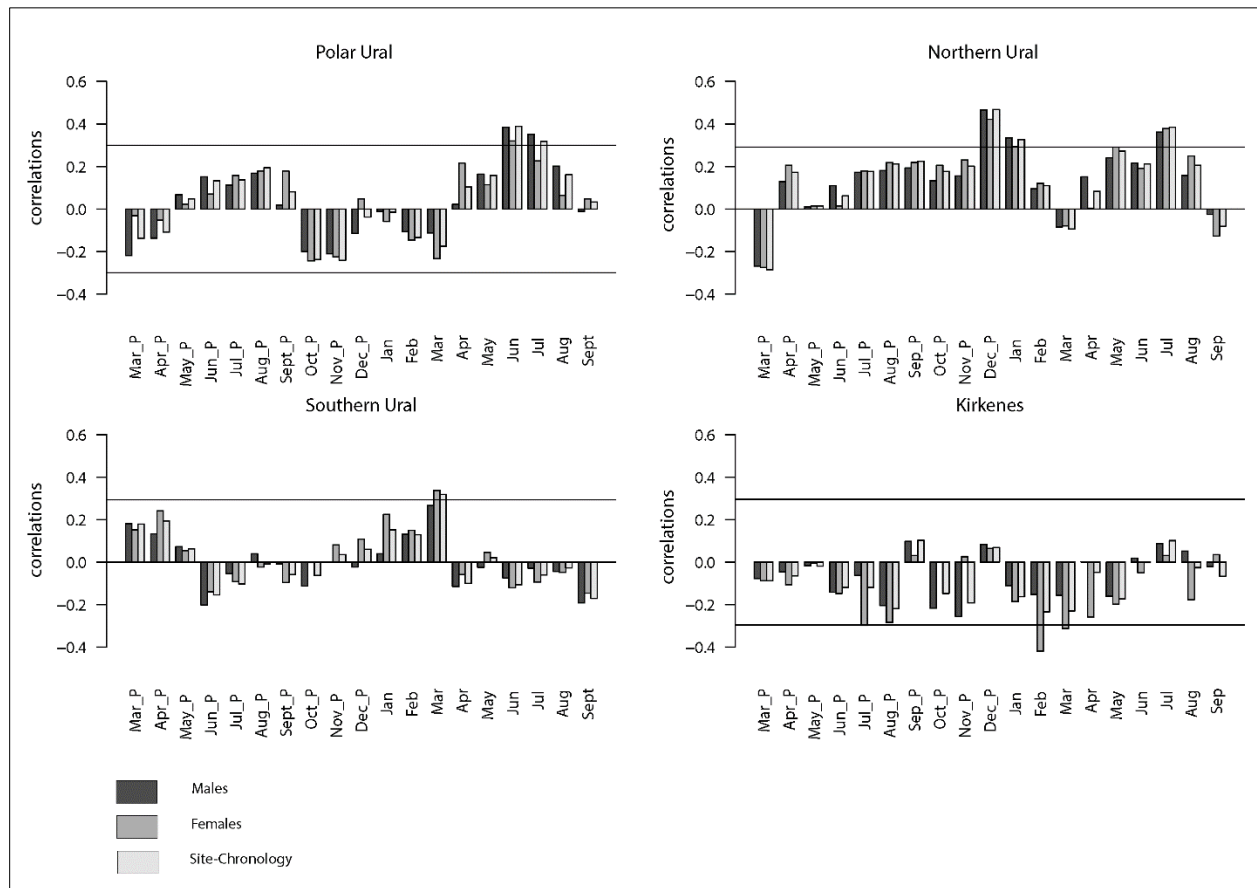 Polar Ural
correlations
0.6
0.4
0.2
0.0
−0.2
−0.4
Mar_P
Apr_P
May_P
Jun_P
Jul_P
Aug_P
Sept_P
Oct_P
Nov_P
Dec_P
Jan
Feb
Mar
Apr
May
Jun
Jul
Aug
Sept
Northern Ural
correlations
0.6
0.4
0.2
0.0
−0.2
−0.4
Mar_P
Apr_P
May_P
Jun_P
Jul_P
Aug_P
Sep_P
Oct_P
Nov_P
Dec_P
Jan
Feb
Mar
Apr
May
Jun
Jul
Aug
Sep
Southern Ural
correlations
0.6
0.4
0.2
0.0
−0.2
−0.4
Mar_P
Apr_P
May_P
Jun_P
Jul_P
Aug_P
Sept_P
Oct_P
Nov_P
Dec_P
Jan
Feb
Mar
Apr
May
Jun
Jul
Aug
Sept
Kirkenes
correlations
0.6
0.4
0.2
0.0
−0.2
−0.4
Mar_P
Apr_P
May_P
Jun_P
Jul_P
Aug_P
Sep_P
Oct_P
Nov_P
Dec_P
Jan
Feb
Mar
Apr
May
Jun
Jul
Aug
Sep
Males
Females
Site-Chronology